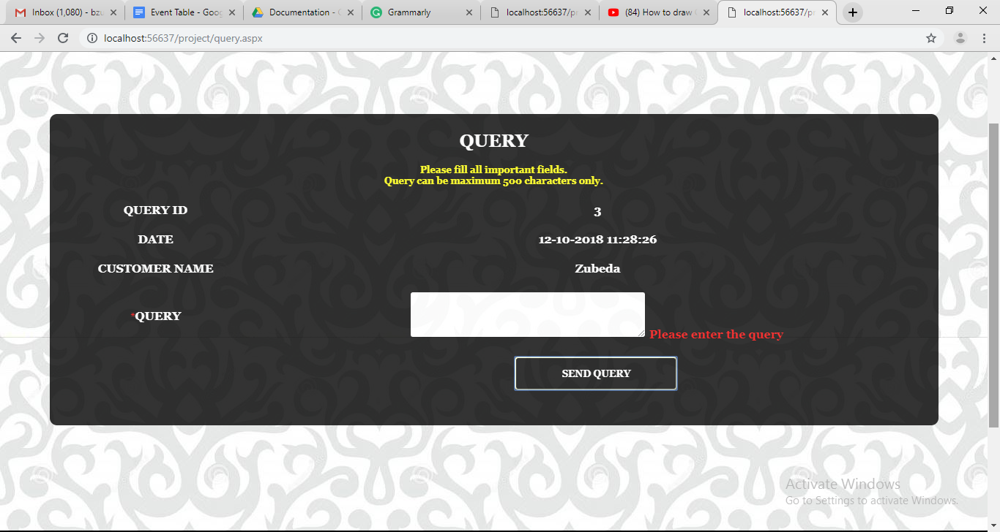 Inbox (1,080) - bzu
Event Table - Goog
Documentation - G
Grammarly
localhost:56637/pr
(84) How to draw
localhost:56637/pr
localhost:56637/project/query.aspx
QUERY
Please fill all important fields.
Query can be maximum 500 characters only.
QUERY ID 3
DATE 12-10-2018 11:28:26
CUSTOMER NAME Zubeda
*QUERY Please enter the query
SEND QUERY
Activate Windows
Go to Settings to activate Windows.